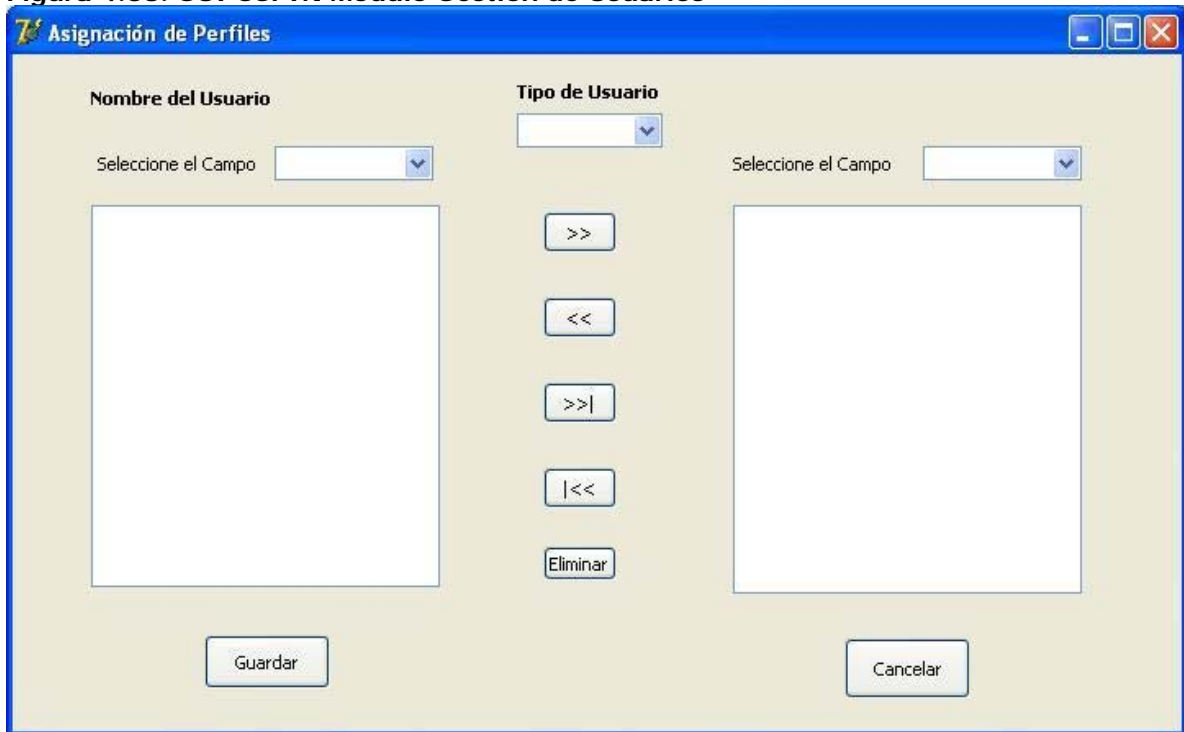 Asignación de Perfiles
Nombre del Usuario
Tipo de Usuario
Seleccione el Campo
Seleccione el Campo
>>
<<
>>|
|<<
Eliminar
Guardar
Cancelar